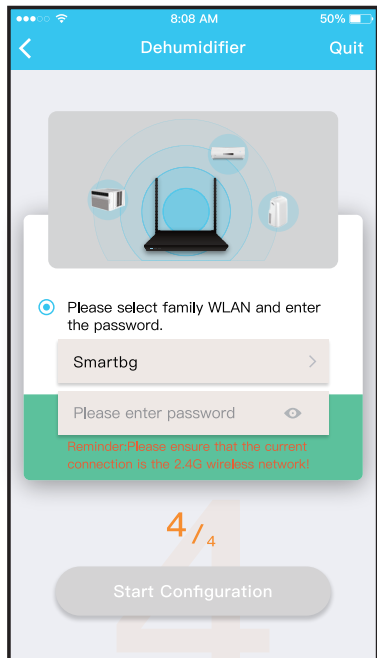 8:08 AM
50%
Dehumidifier
Quit
Please select family WLAN and enter
the password.
Smartbg
Please enter password
Reminder:Please ensure that the current
connection is the 2.4G wireless network!
4/4
4
Start Configuration